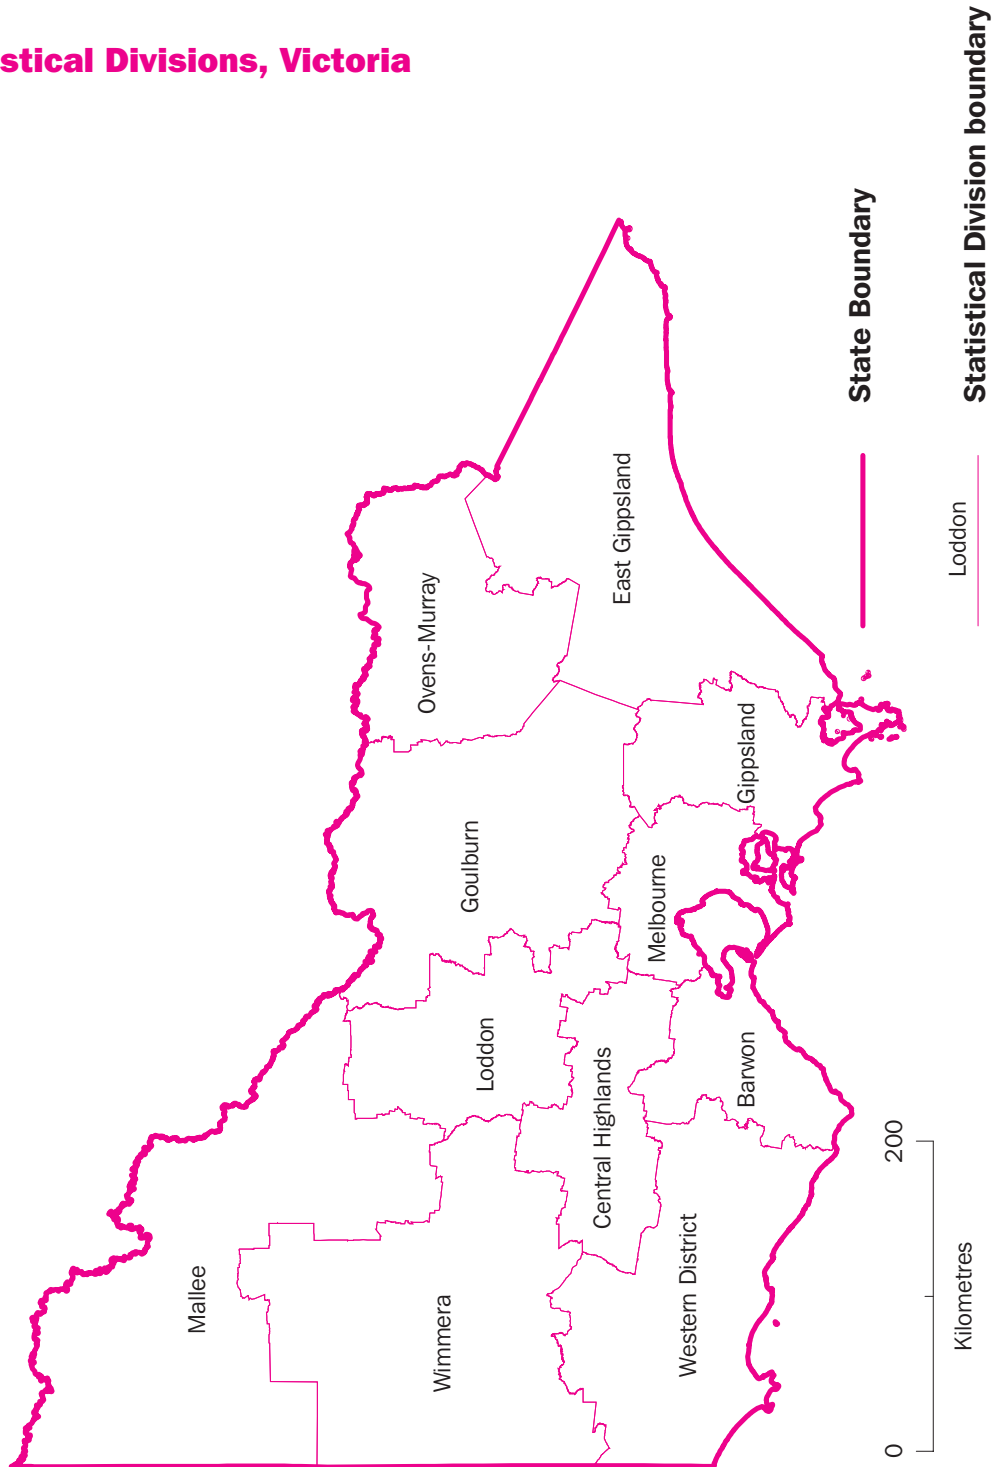 stical Divisions, Victoria
Mallee
Wimmera
Western District
Central Highlands
Loddon
Barwon
Goulburn
Melbourne
Gippsland
Ovens-Murray
East Gippsland
State Boundary
Loddon
Statistical Division boundary
0
200
Kilometres